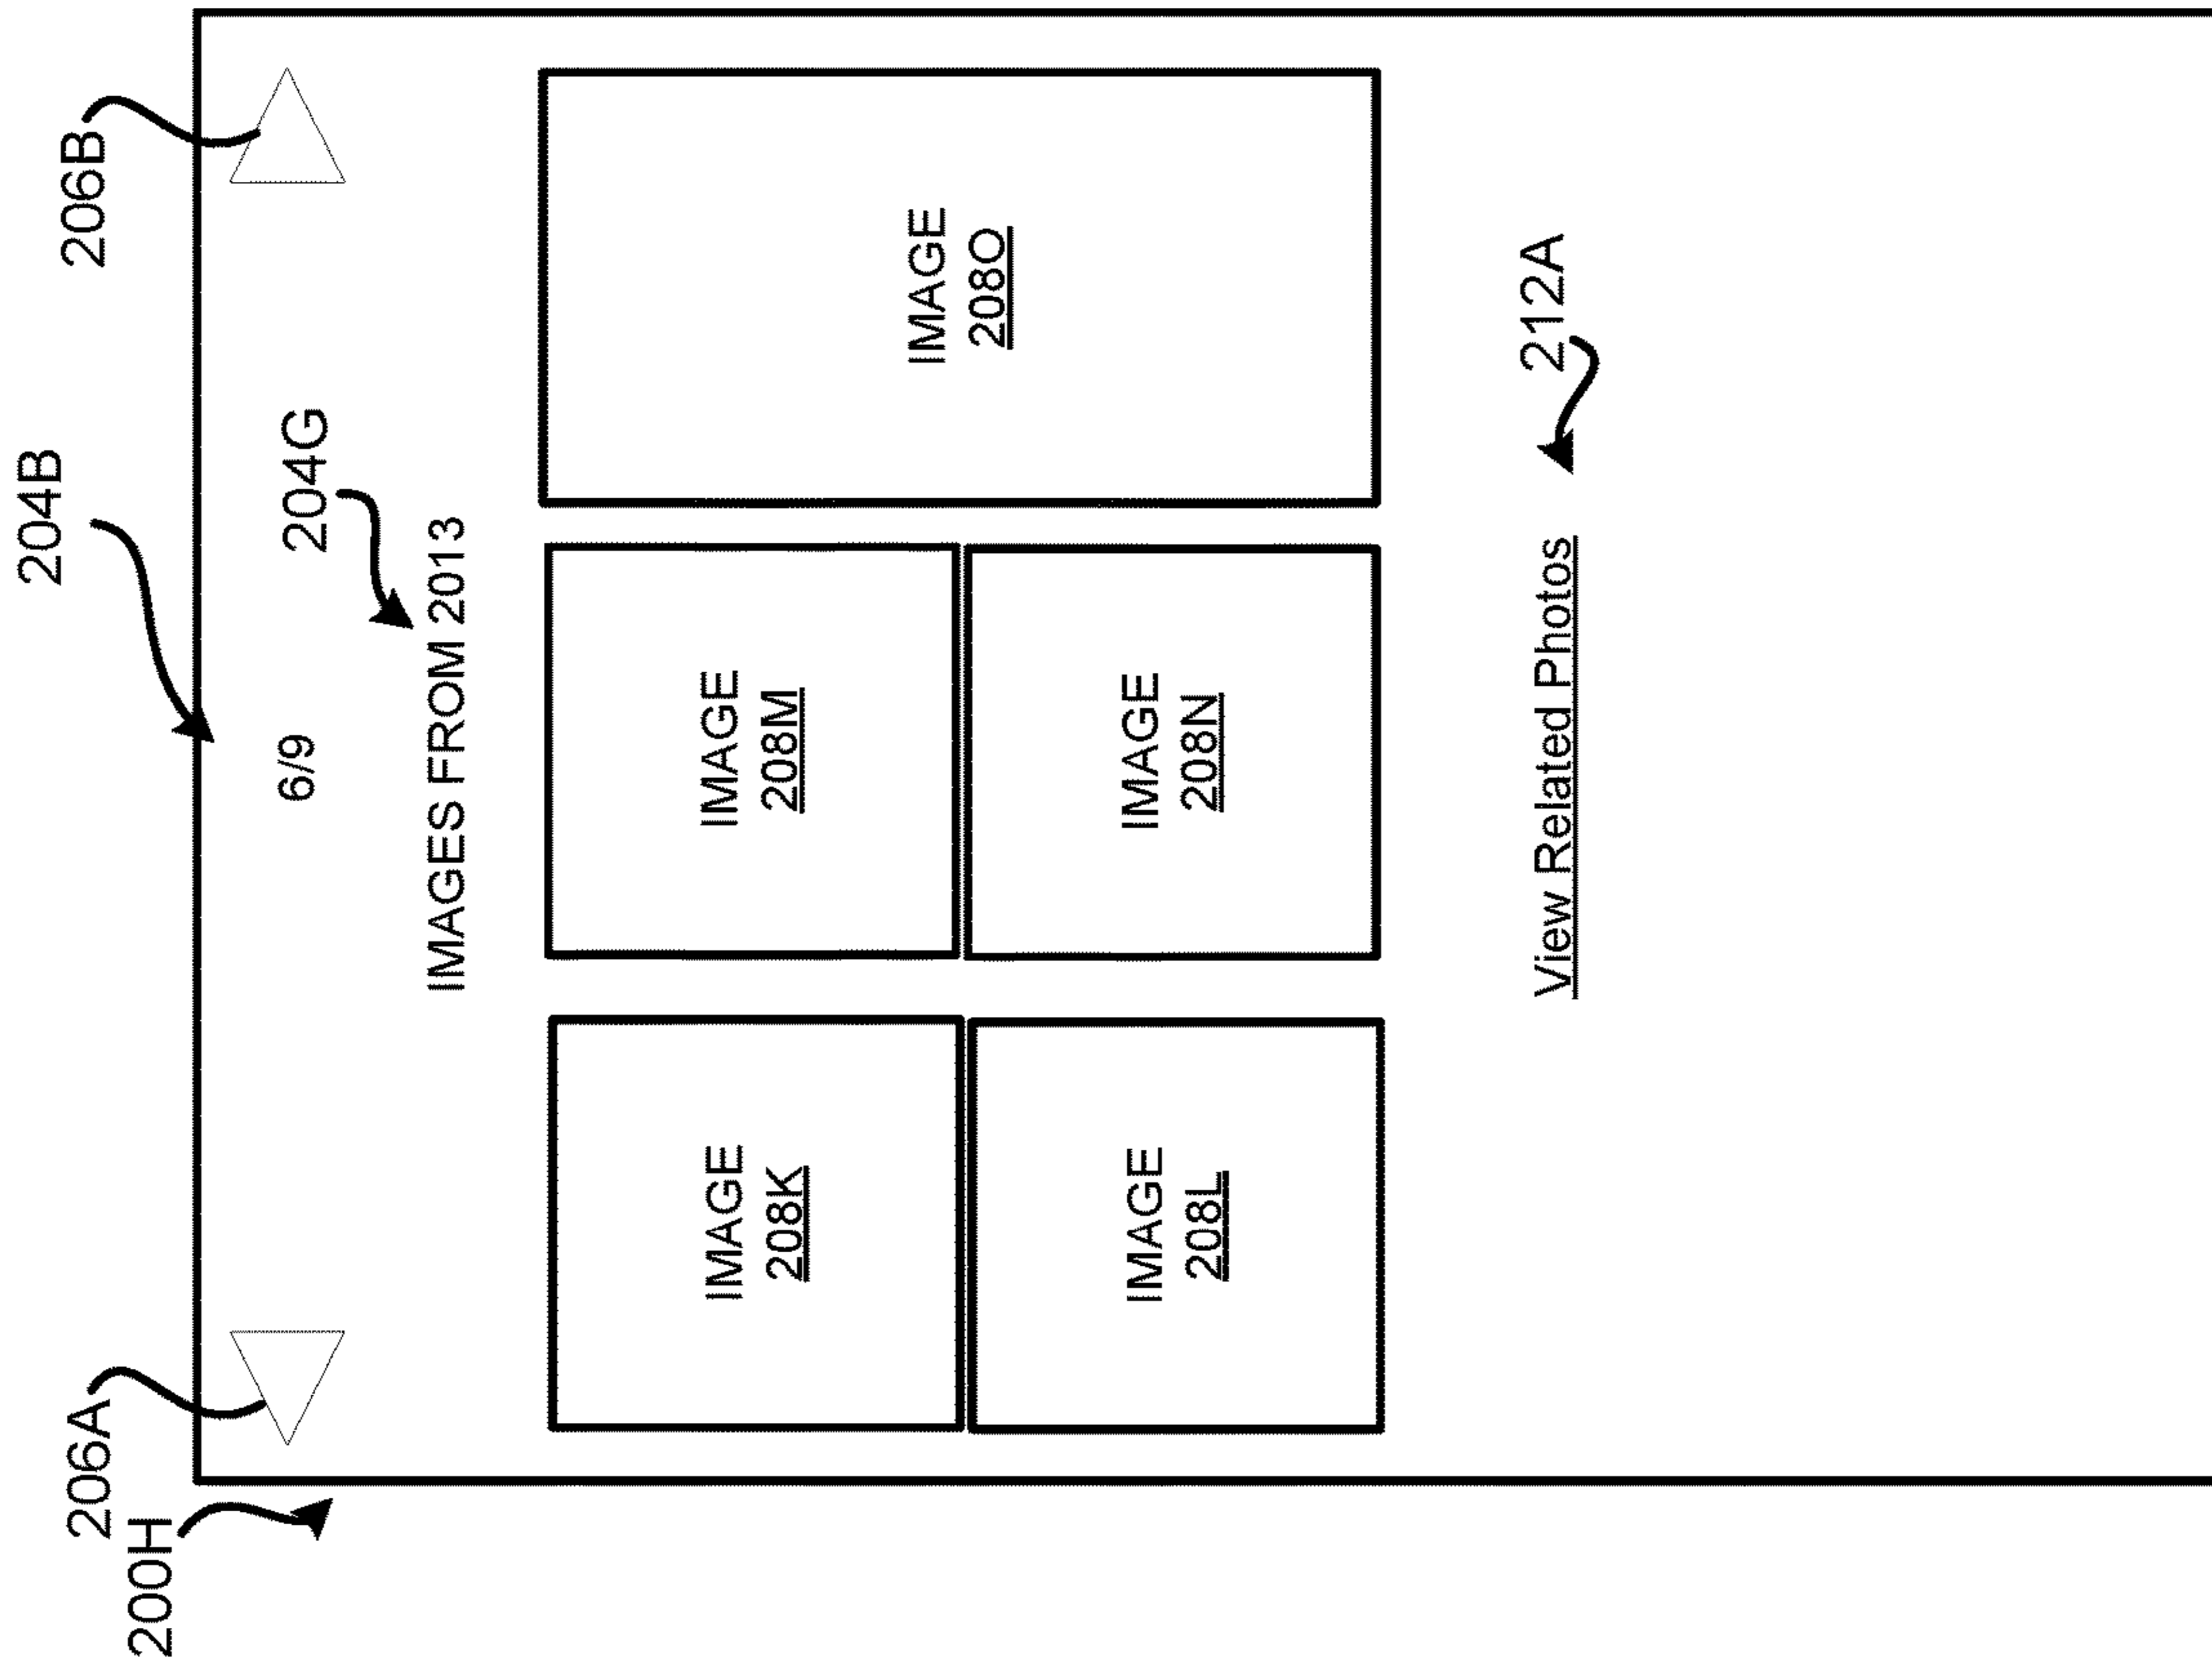 204B
206A
206B
200H
6/9
204G
IMAGES FROM 2013
IMAGE
208K
IMAGE
208M
IMAGE
208O
IMAGE
208L
IMAGE
208N
212A
View Related Photos